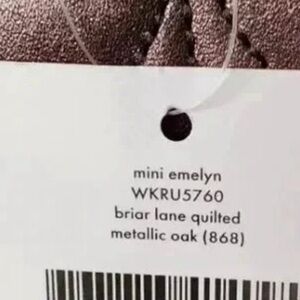 mini emelyn
WKRU5760
briar lane quilted
metallic oak (868)